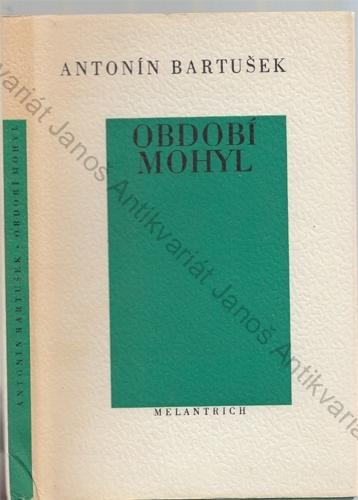 ANTONÍN BARTUŠEK
OBDOBÍ
MOHYL
MELANTRICH
ANTONÍN BARTUŠEK • OBDOBÍ MOHYL
Antikvariát Janoš Antikvariát Janoš Antikvariát